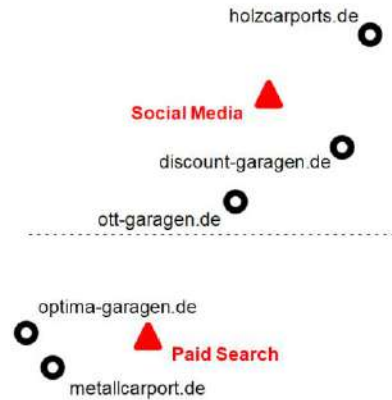 holzcarports.de
Social Media
discount-garagen.de
ott-garagen.de
optima-garagen.de
Paid Search
metallcarport.de